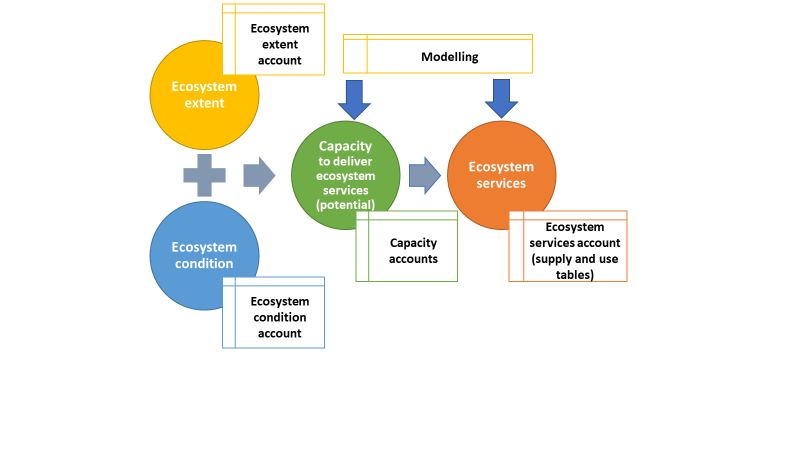 Ecosystem
extent
account
Modelling
Ecosystem
extent
Capacity
to deliver
ecosystem
services
(potential)
Ecosystem
services
Capacity
accounts
Ecosystem
services account
(supply and use
tables)
Ecosystem
condition
Ecosystem
condition
account